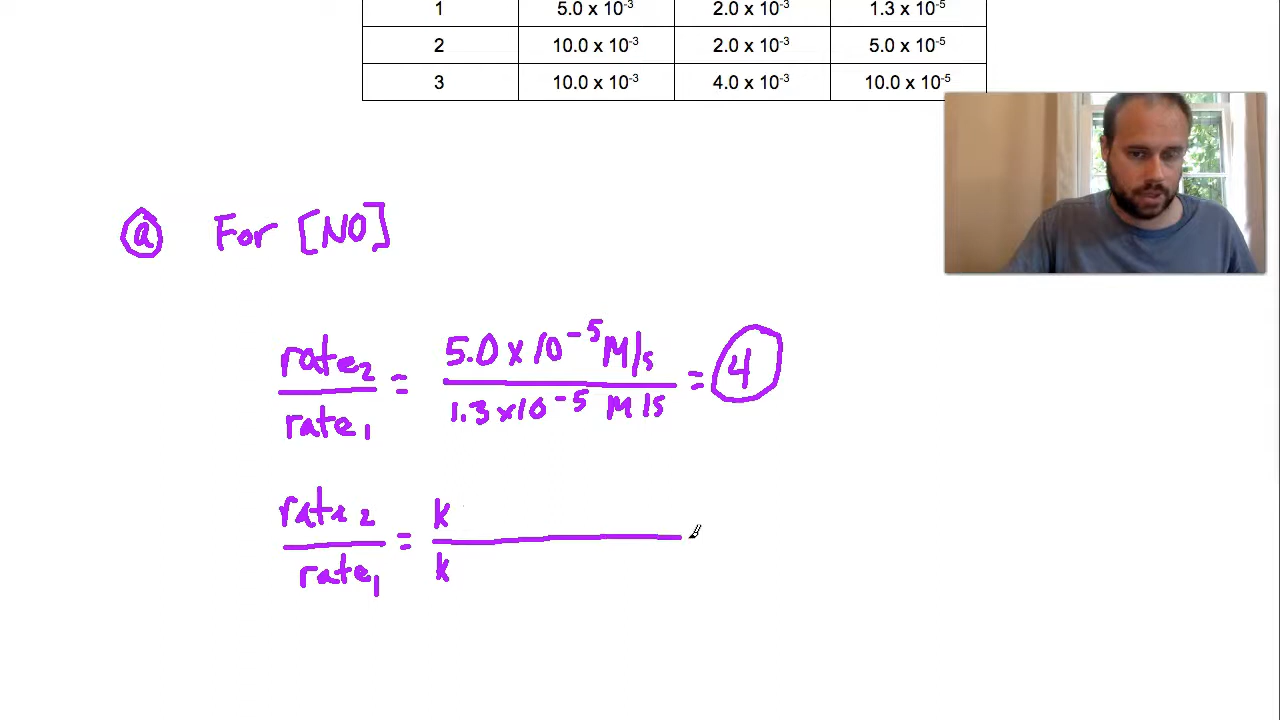 1 5.0 x 10⁻³ 2.0 x 10⁻³ 1.3 x 10⁻⁵
2 10.0 x 10⁻³ 2.0 x 10⁻³ 5.0 x 10⁻⁵
3 10.0 x 10⁻³ 4.0 x 10⁻³ 10.0 x 10⁻⁵
ⓐ For [NO]
rate₂ / rate₁ = 5.0 x 10⁻⁵ M/s / 1.3 x 10⁻⁵ M/s = 4
rate₂ / rate₁ = k / k